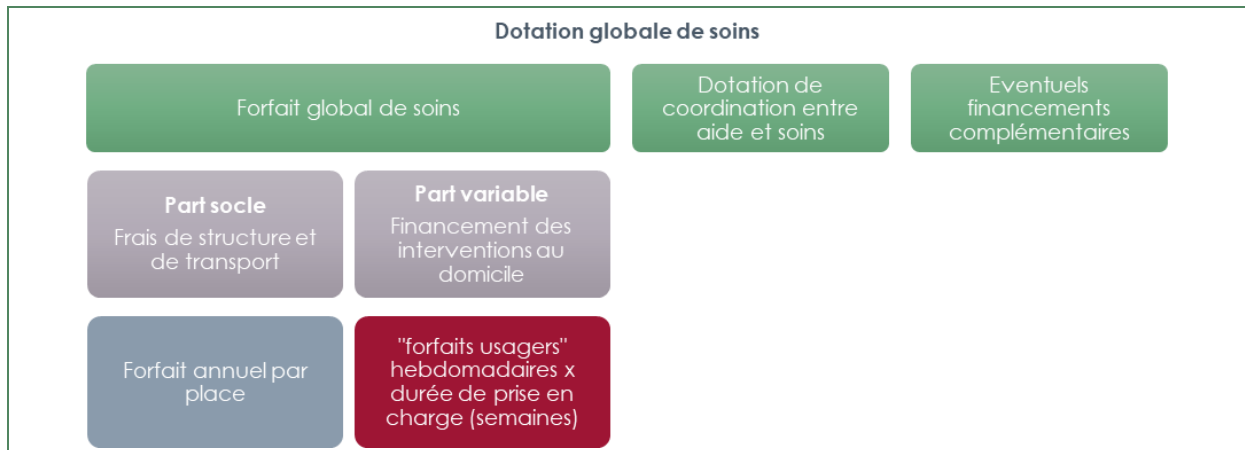 Dotation globale de soins
Forfait global de soins
Dotation de
coordination entre
aide et soins
Eventuels
financements
complémentaires
Part socle
Frais de structure et
de transport
Part variable
Financement des
interventions au
domicile
Forfait annuel par
place
"forfaits usagers"
hebdomadaires x
durée de prise en
charge (semaines)